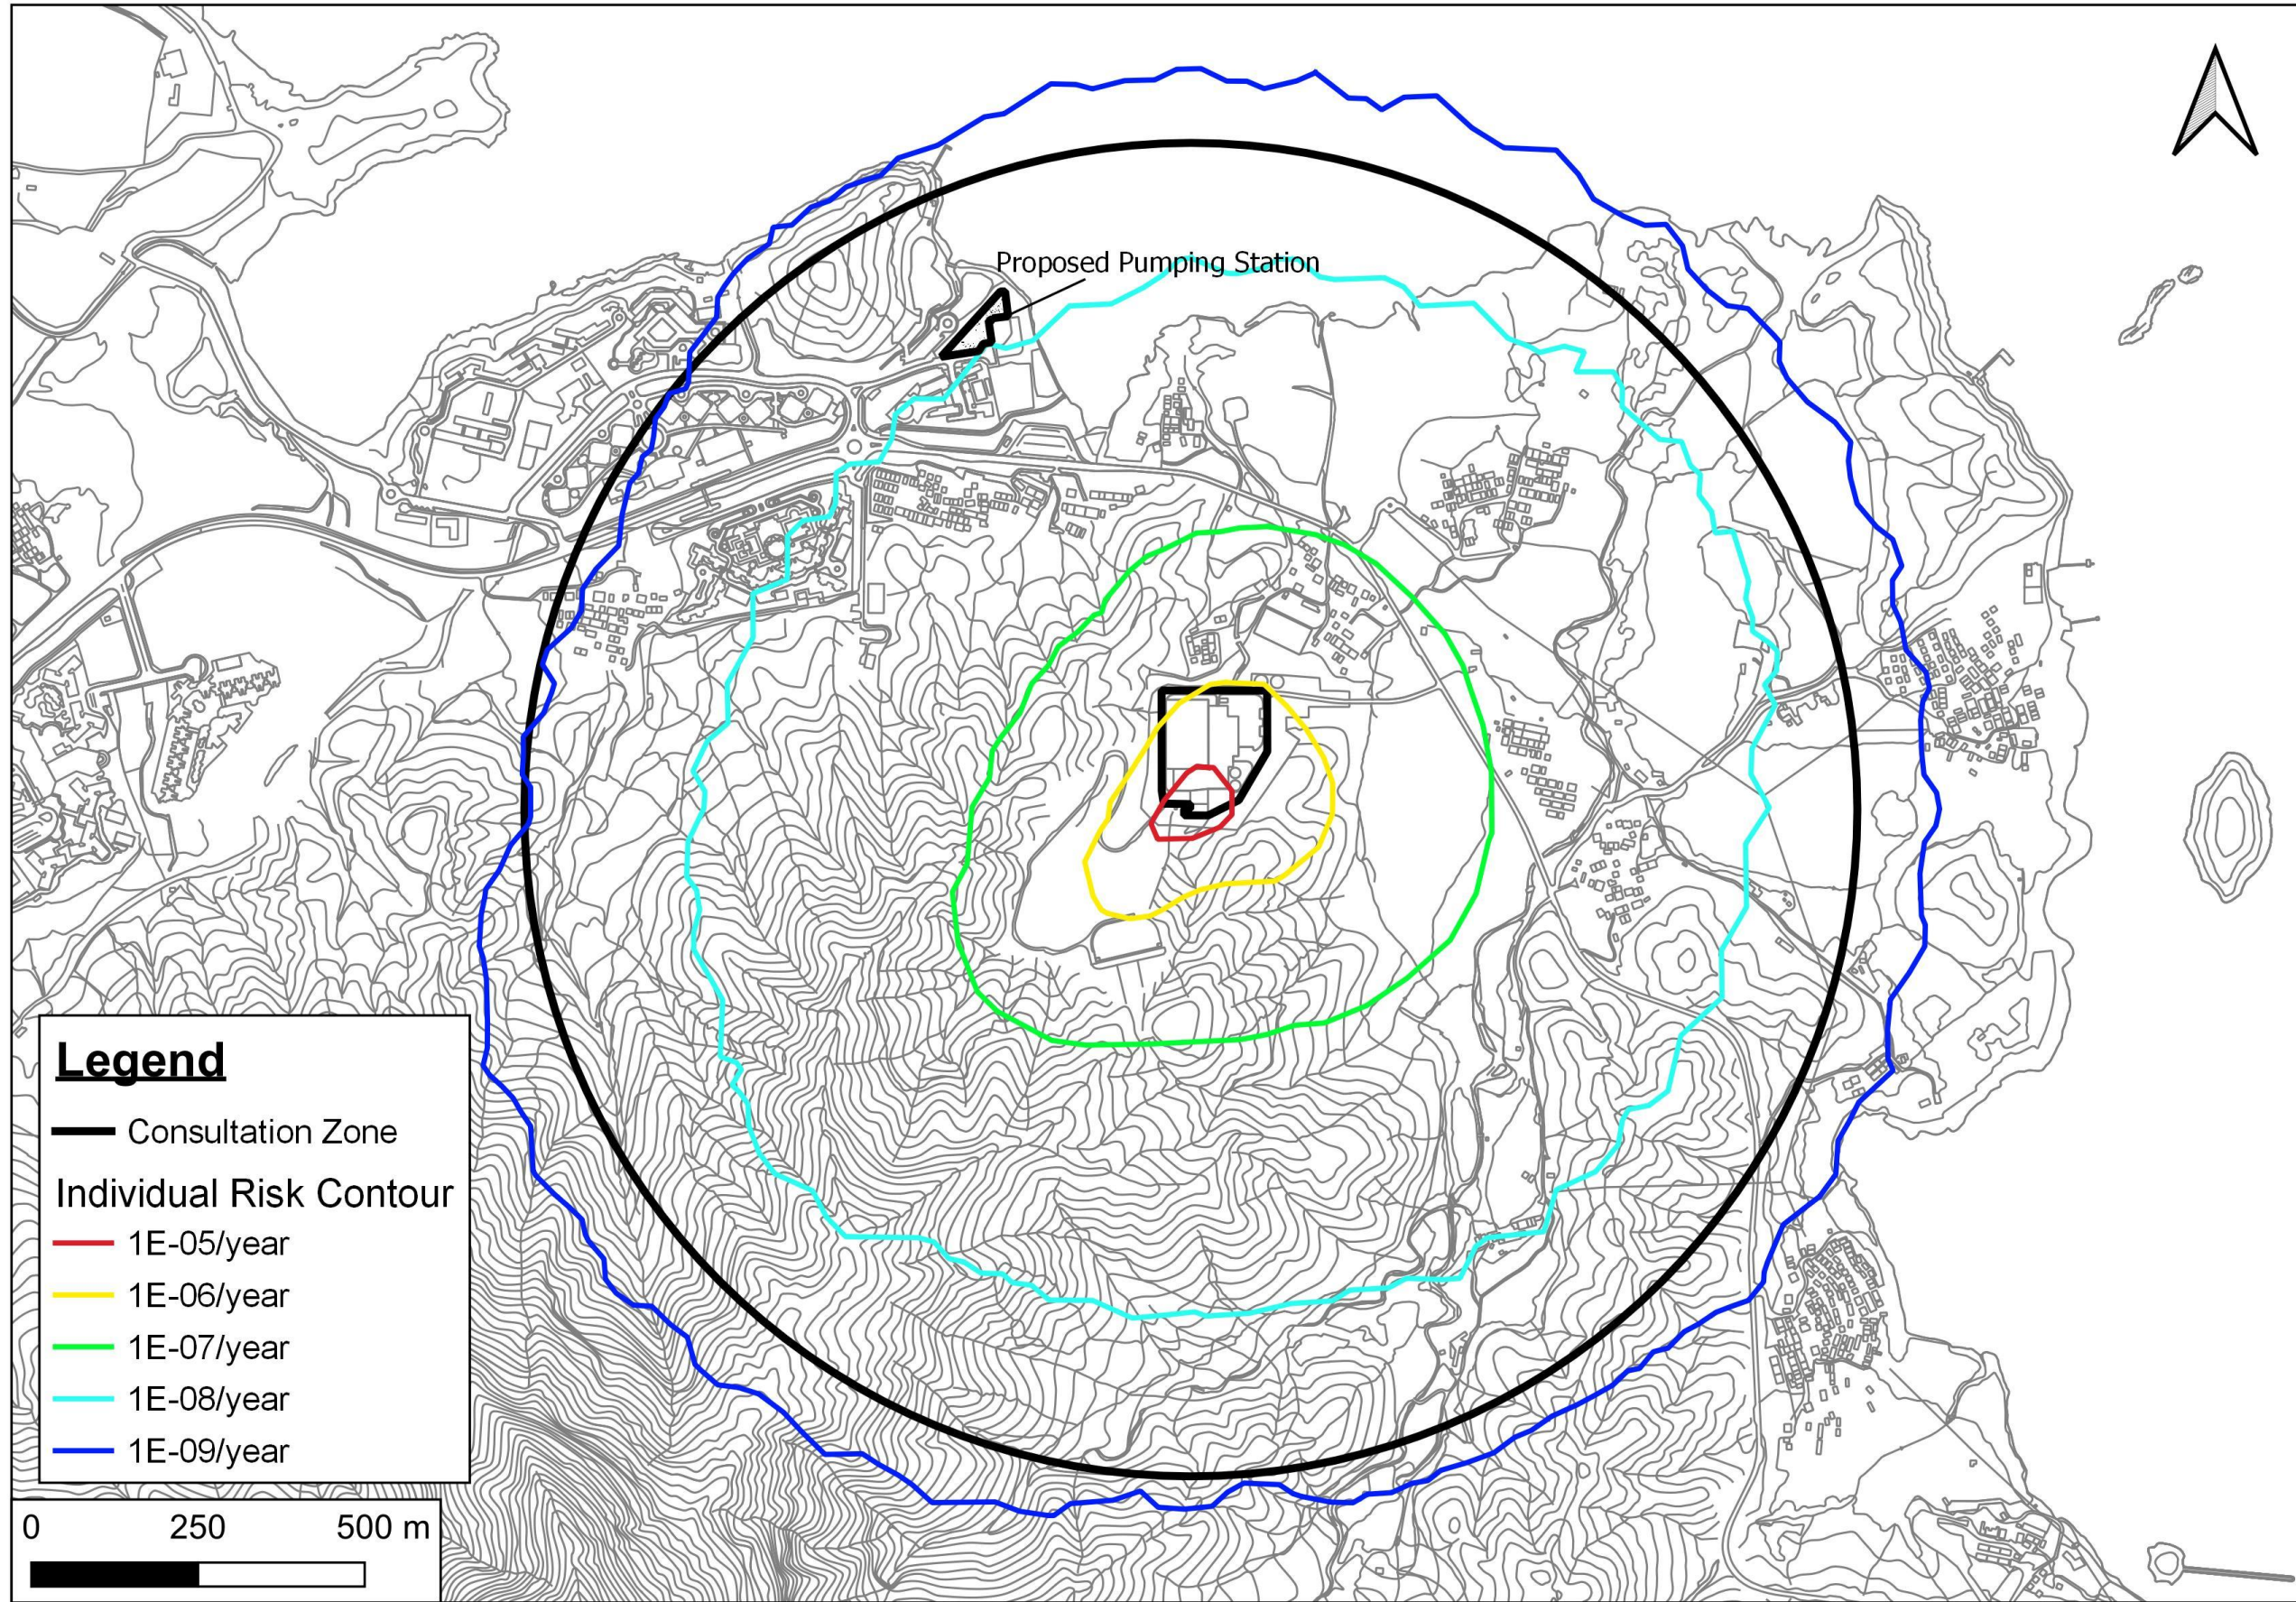 Proposed Pumping Station
Legend
Consultation Zone
Individual Risk Contour
1E-05/year
1E-06/year
1E-07/year
1E-08/year
1E-09/year
0 250 500 m